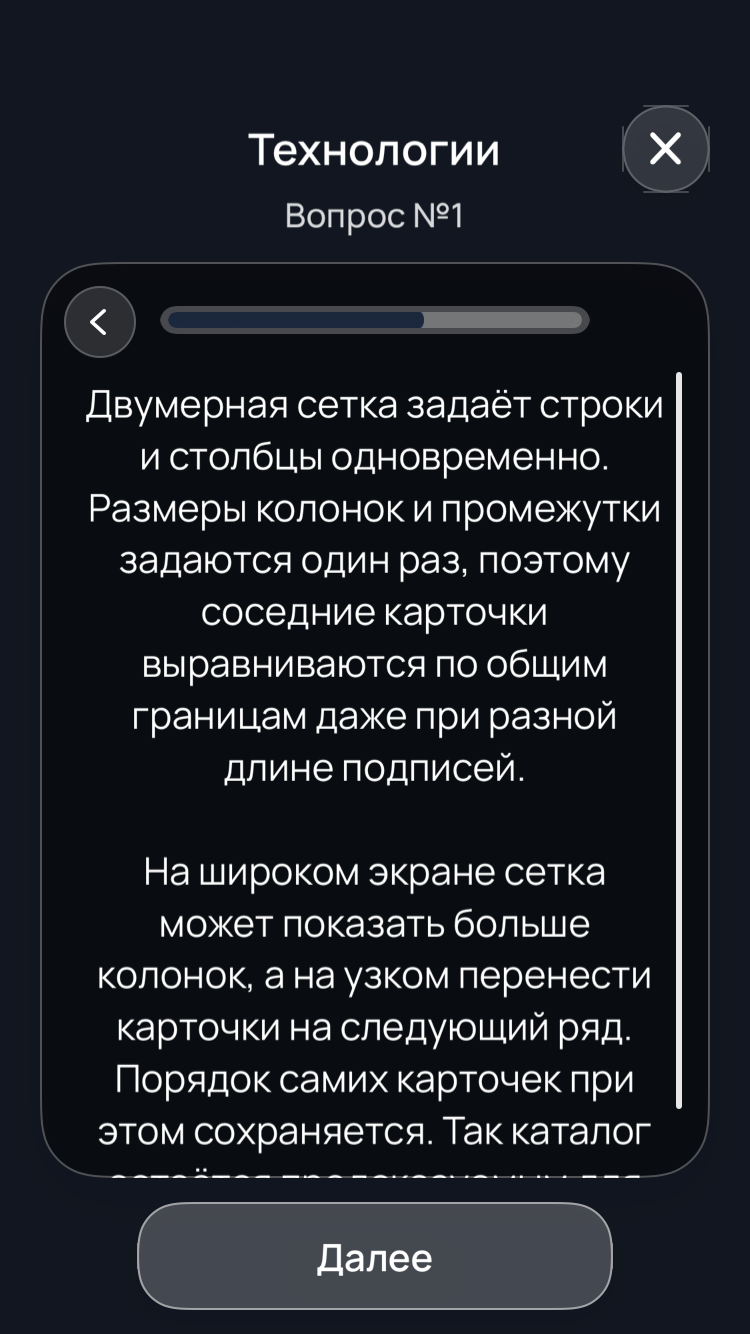 Технологии
Вопрос №1
Двумерная сетка задаёт строки
и столбцы одновременно.
Размеры колонок и промежутки
задаются один раз, поэтому
соседние карточки
выравниваются по общим
границам даже при разной
длине подписей.
На широком экране сетка
может показать больше
колонок, а на узком перенести
карточки на следующий ряд.
Порядок самих карточек при
этом сохраняется. Так каталог
Далее